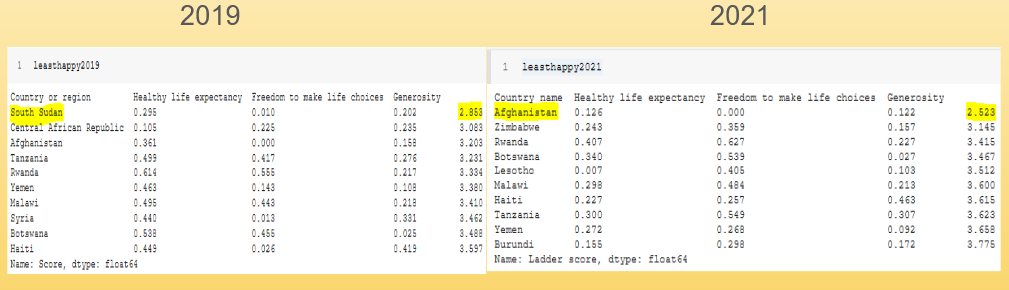 2019
2021
1 leasthappy2019
Country or region Healthy life expectancy Freedom to make life choices Generosity
South Sudan 0.295 0.010 0.202 2.853
Central African Republic 0.105 0.225 0.235 3.083
Afghanistan 0.361 0.000 0.158 3.203
Tanzania 0.499 0.417 0.276 3.231
Rwanda 0.614 0.555 0.217 3.334
Yemen 0.463 0.143 0.108 3.380
Malawi 0.495 0.443 0.218 3.410
Syria 0.440 0.013 0.331 3.462
Botswana 0.538 0.455 0.025 3.488
Haiti 0.449 0.026 0.419 3.597
Name: Score, dtype: float64
1 leasthappy2021
Country name Healthy life expectancy Freedom to make life choices Generosity
Afghanistan 0.126 0.000 0.122 2.523
Zimbabwe 0.243 0.359 0.157 3.145
Rwanda 0.407 0.627 0.227 3.415
Botswana 0.340 0.539 0.027 3.467
Lesotho 0.007 0.405 0.103 3.512
Malawi 0.298 0.484 0.213 3.600
Haiti 0.227 0.257 0.463 3.615
Tanzania 0.300 0.549 0.307 3.623
Yemen 0.272 0.268 0.092 3.658
Burundi 0.155 0.298 0.172 3.775
Name: Ladder score, dtype: float64